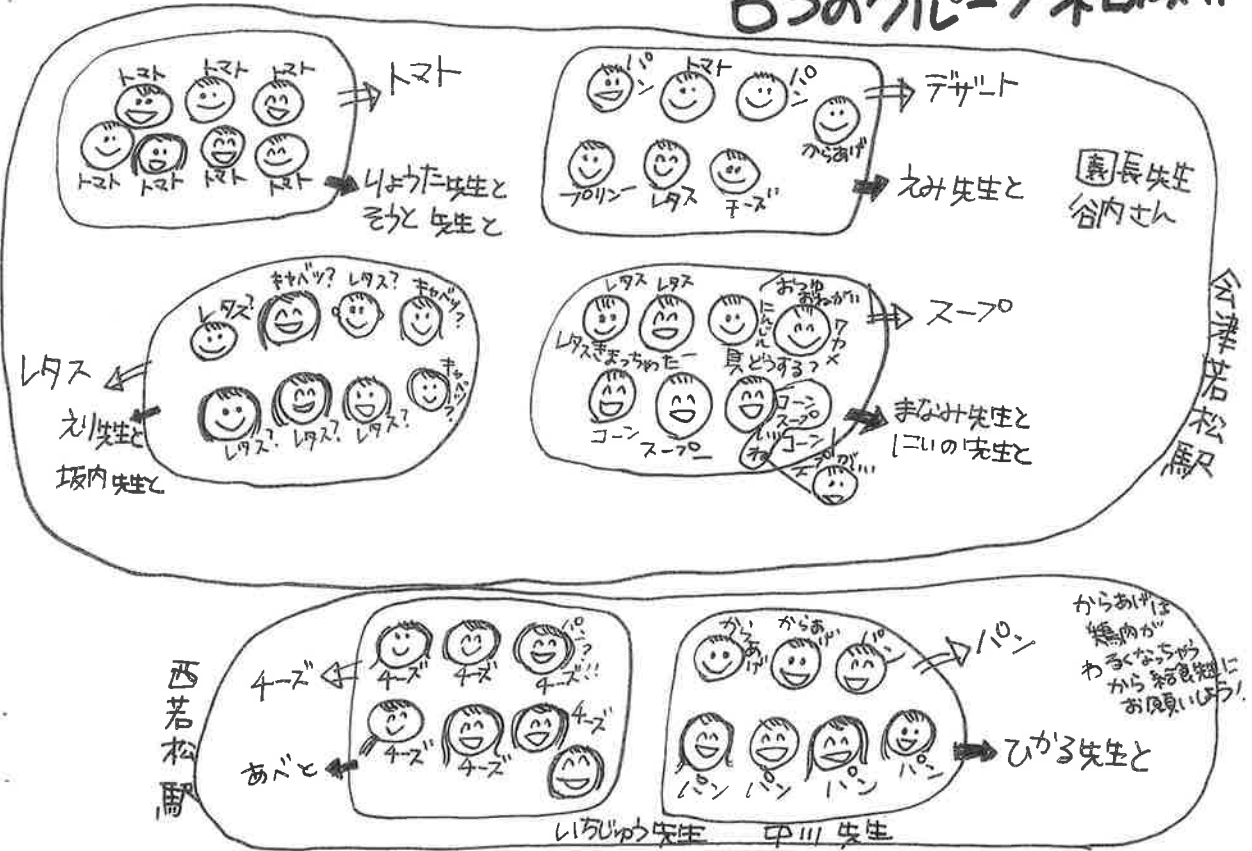 6つのグループ
トマト
トマト
トマト
トマト
トマト
トマト
トマト
トマト
りょうた先生と
そうと先生と
パン
トマト
パン
からあげ
プリン
レタス
チーズ
デザート
えみ先生と
園長先生
谷内さん
会津若松駅
レタス?
キャベツ?
レタス?
キャベツ?
レタス?
レタス?
レタス?
キャベツ?
レタス
えり先生と
坂内先生と
レタス
レタス
レタスきまっちゃったー
にんじん
具どうする?
おつゆ
おねがい
ワカメ
コーン
スープー
いいね
コーン
スープ
コーン
スープがいい
スープ
まなみ先生と
にいの先生と
西若松駅
チーズ
チーズ
パン?
チーズ!!
チーズ
チーズ
チーズ
チーズ
あべと
からあげ
からあげ
パン
パン
パン
パン
パン
パン
ひかる先生と
からあげは
鶏肉が
わるくなっちゃう
から給食先生に
お願いしよう!
いちじゅう先生
中川先生